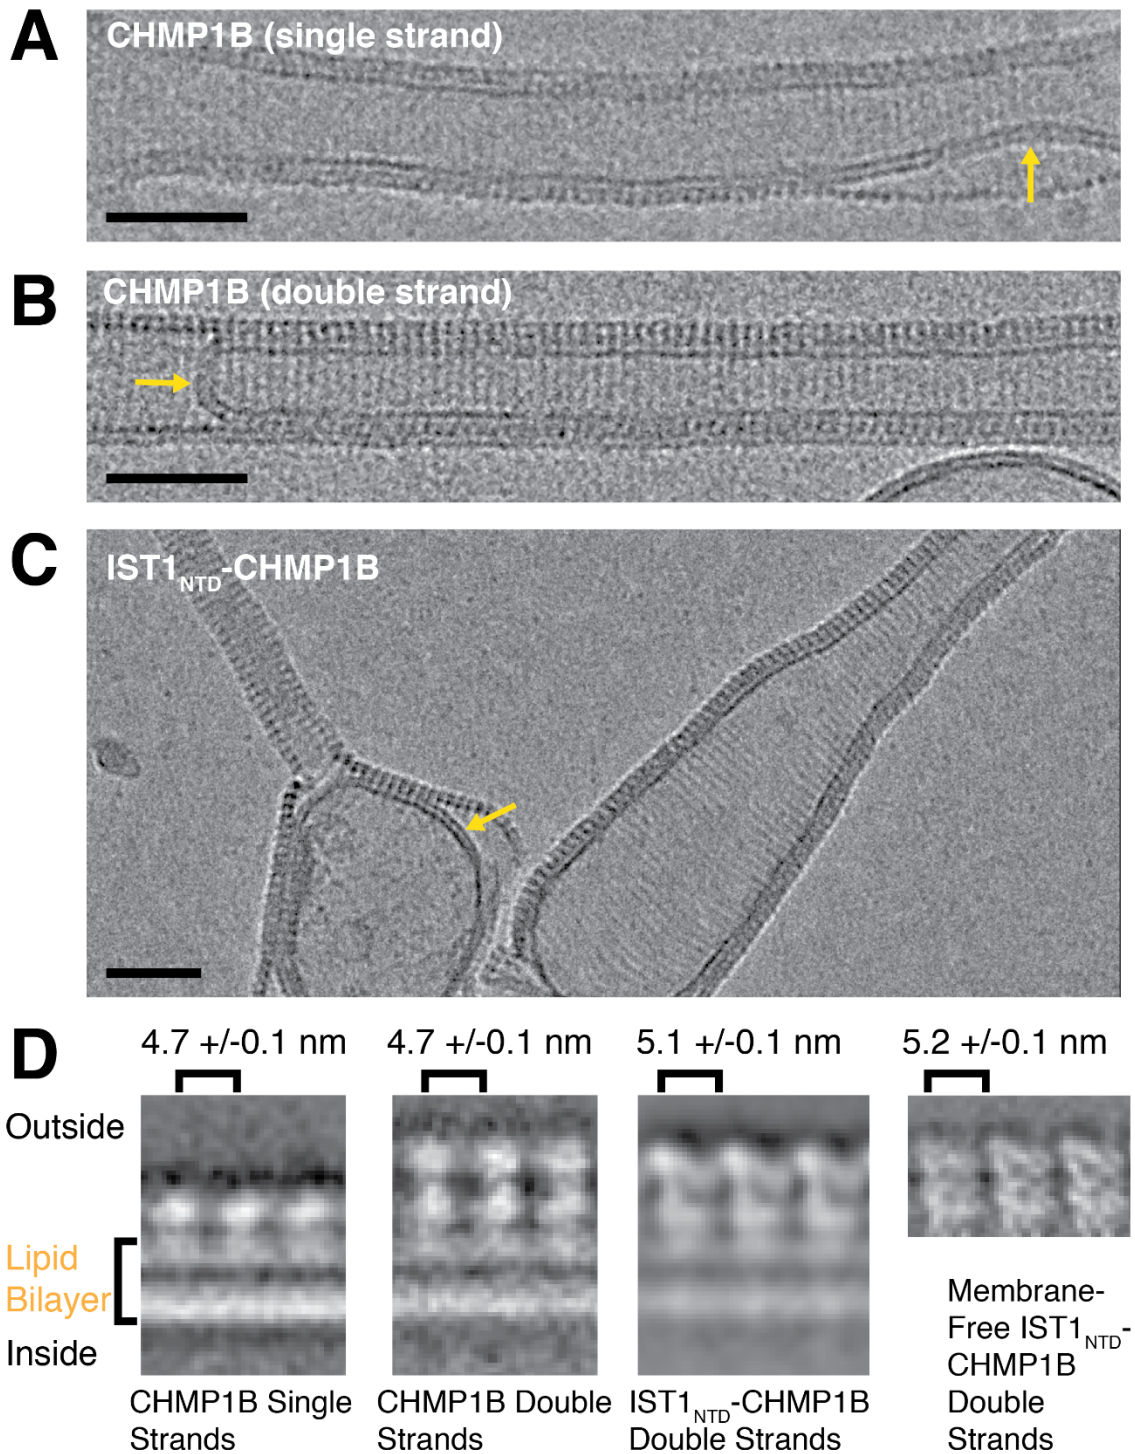 A
CHMP1B (single strand)
B
CHMP1B (double strand)
C
IST1NTD-CHMP1B
D
4.7 +/-0.1 nm
4.7 +/-0.1 nm
5.1 +/-0.1 nm
5.2 +/-0.1 nm
Outside
Lipid
Bilayer
Inside
CHMP1B Single
Strands
CHMP1B Double
Strands
IST1NTD-CHMP1B
Double Strands
Membrane-
Free IST1NTD-
CHMP1B
Double
Strands